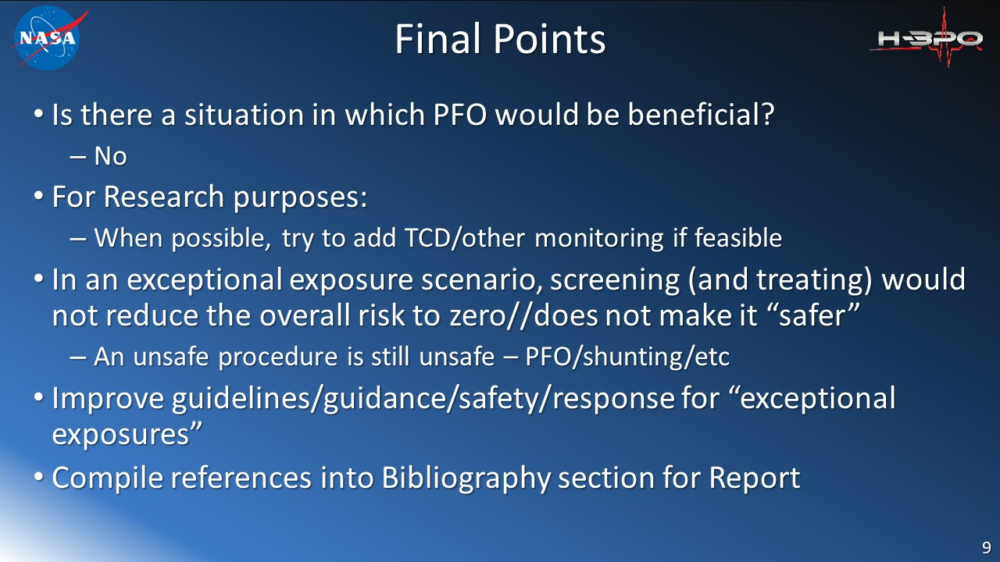 NASA
Final Points
H-3PO
• Is there a situation in which PFO would be beneficial?
– No
• For Research purposes:
– When possible, try to add TCD/other monitoring if feasible
• In an exceptional exposure scenario, screening (and treating) would
not reduce the overall risk to zero//does not make it “safer”
– An unsafe procedure is still unsafe – PFO/shunting/etc
• Improve guidelines/guidance/safety/response for “exceptional
exposures”
• Compile references into Bibliography section for Report
9